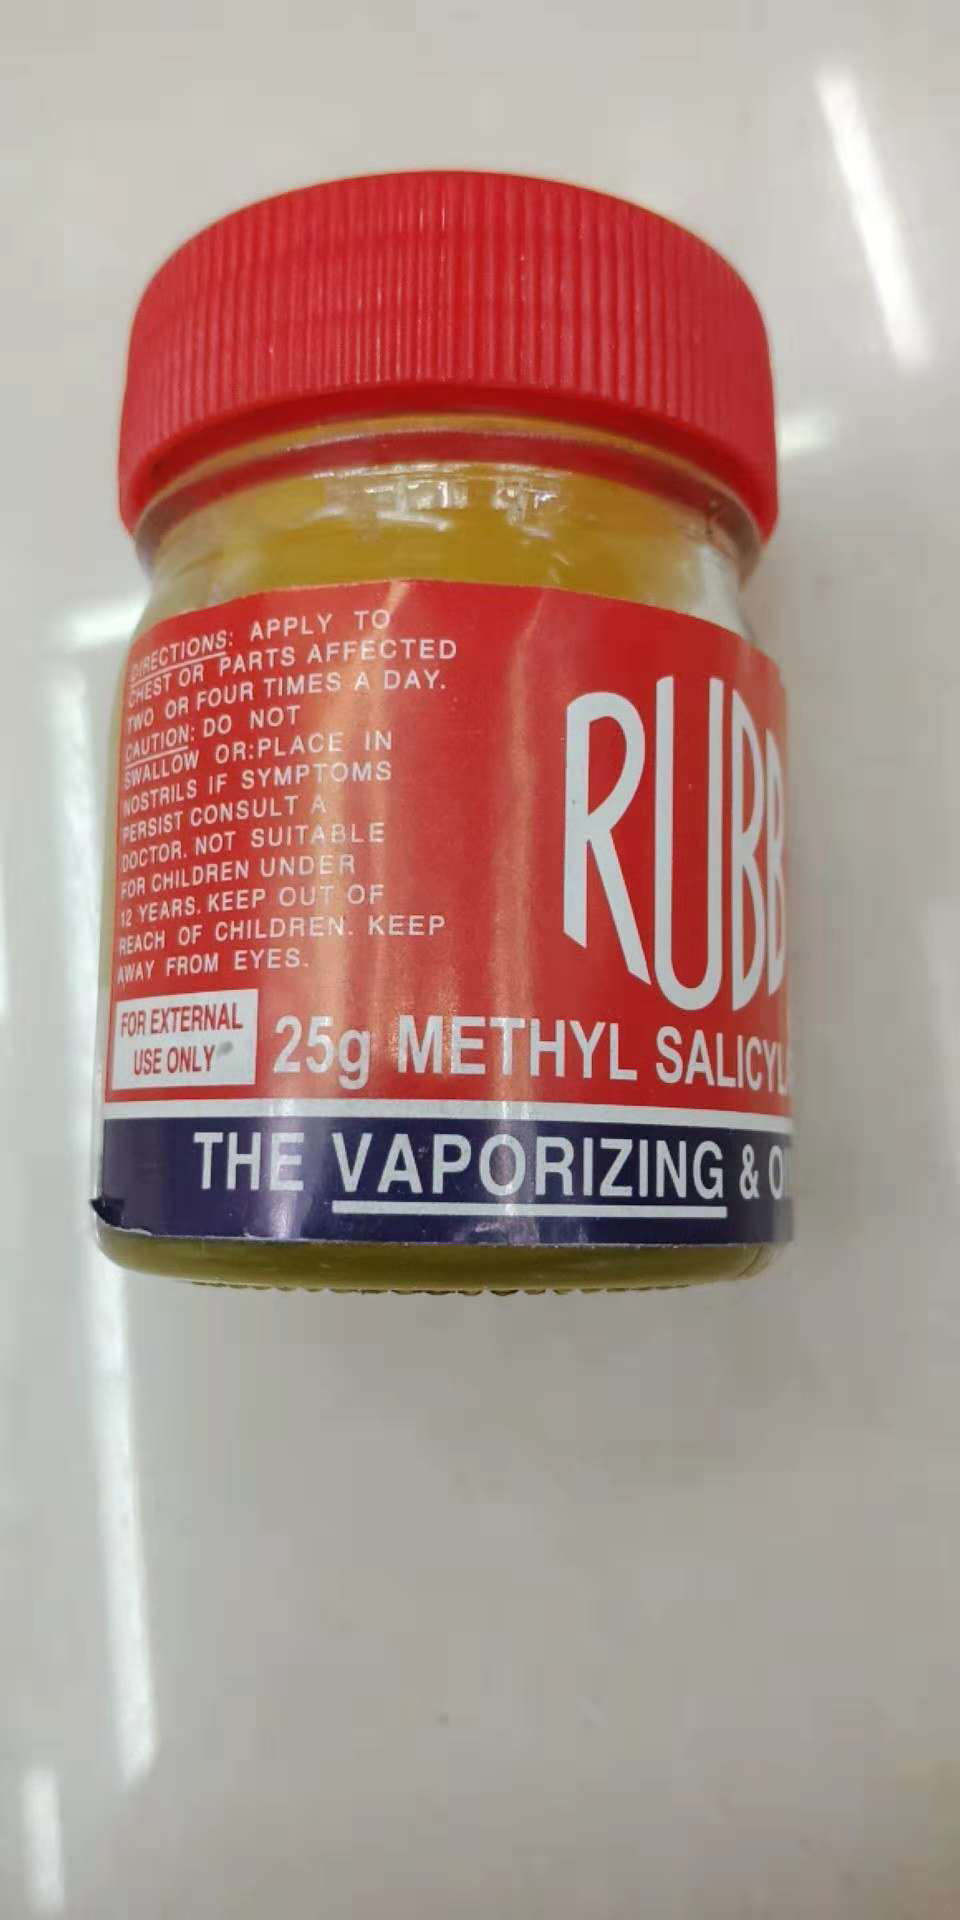 DIRECTIONS: APPLY TO
CHEST OR PARTS AFFECTED
TWO OR FOUR TIMES A DAY.
CAUTION: DO NOT
SWALLOW OR:PLACE IN
NOSTRILS IF SYMPTOMS
PERSIST CONSULT A
DOCTOR. NOT SUITABLE
FOR CHILDREN UNDER
12 YEARS. KEEP OUT OF
REACH OF CHILDREN. KEEP
AWAY FROM EYES.
FOR EXTERNAL
USE ONLY
RUBB
25g METHYL SALICYL
THE VAPORIZING &